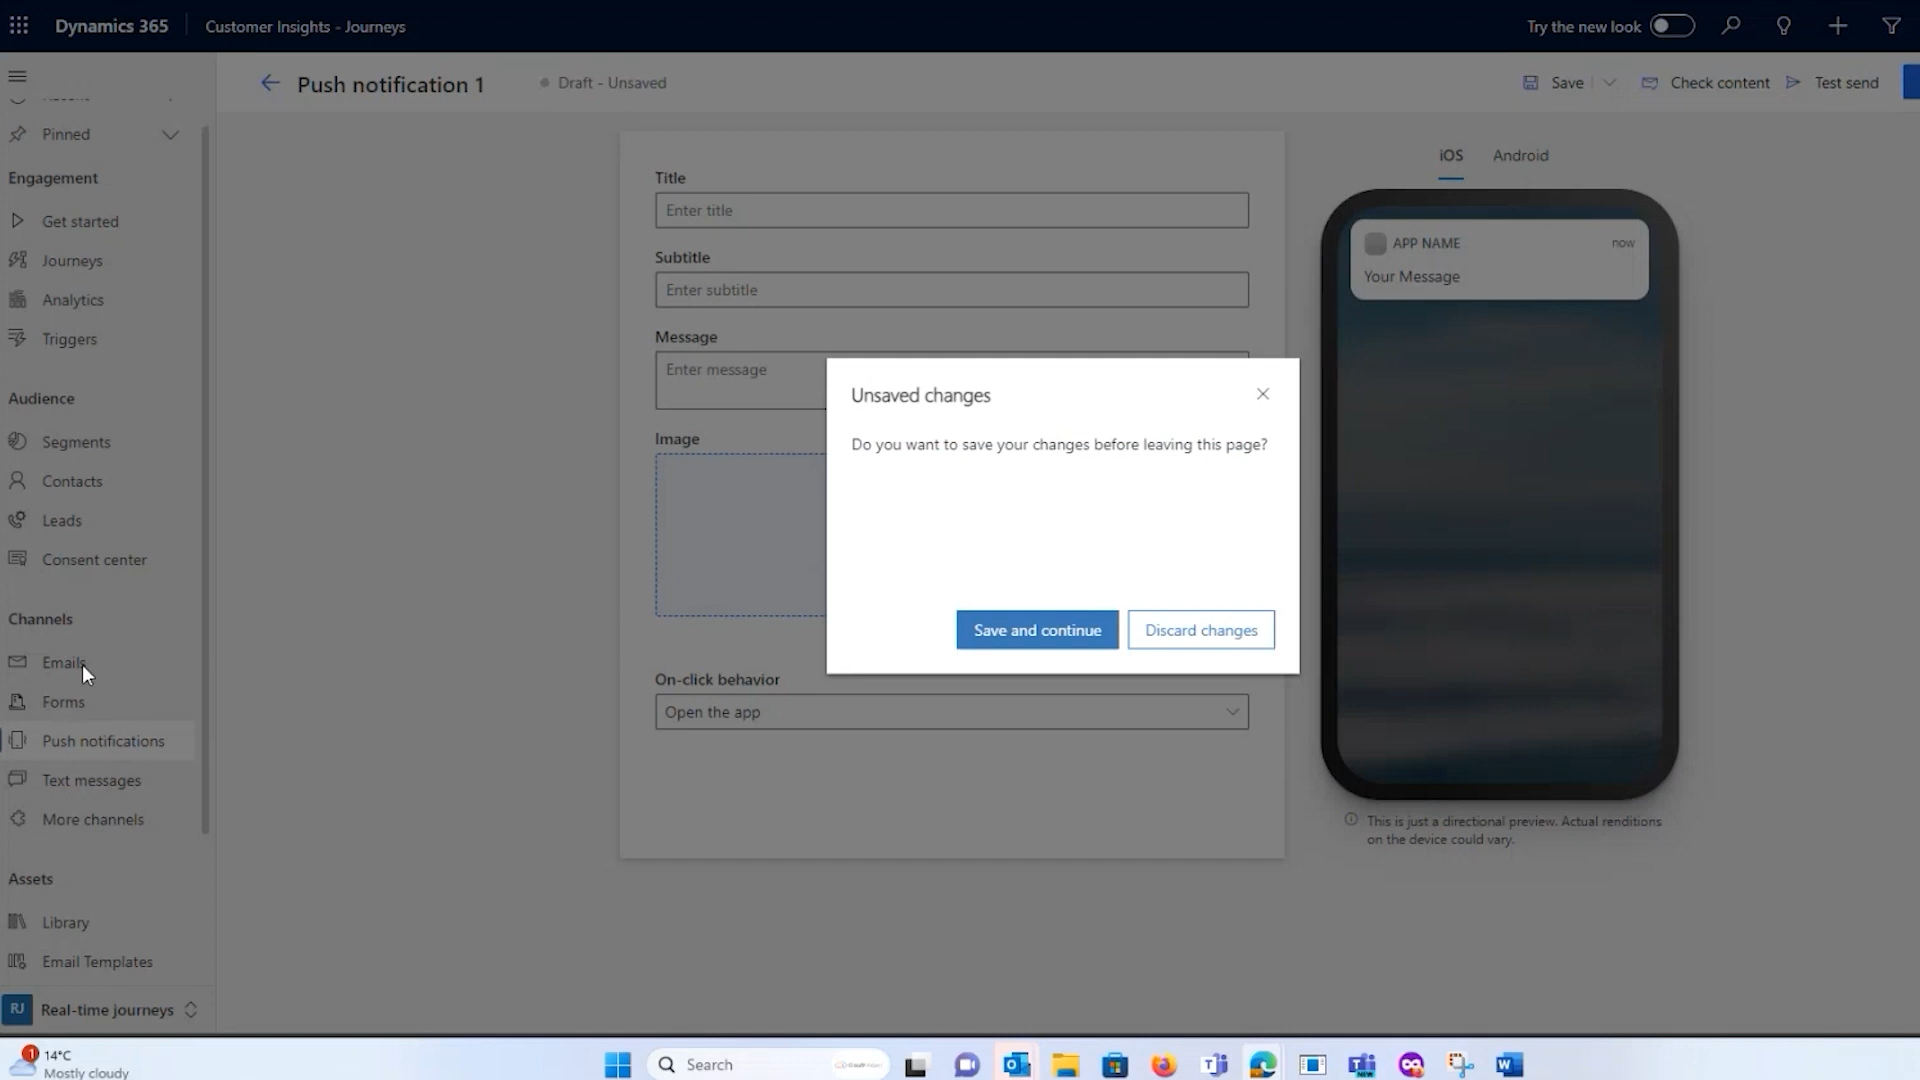 Dynamics 365
Customer Insights - Journeys
Try the new look
Push notification 1
Draft - Unsaved
Save
Check content
Test send
Pinned
Engagement
Get started
Journeys
Analytics
Triggers
Audience
Segments
Contacts
Leads
Consent center
Channels
Emails
Forms
Push notifications
Text messages
More channels
Assets
Library
Email Templates
RJ
Real-time journeys
Title
Enter title
Subtitle
Enter subtitle
Message
Enter message
Image
On-click behavior
Open the app
Unsaved changes
Do you want to save your changes before leaving this page?
Save and continue
Discard changes
iOS
Android
APP NAME
now
Your Message
This is just a directional preview. Actual renditions
on the device could vary.
1
14°C
Mostly cloudy
Search
NEW